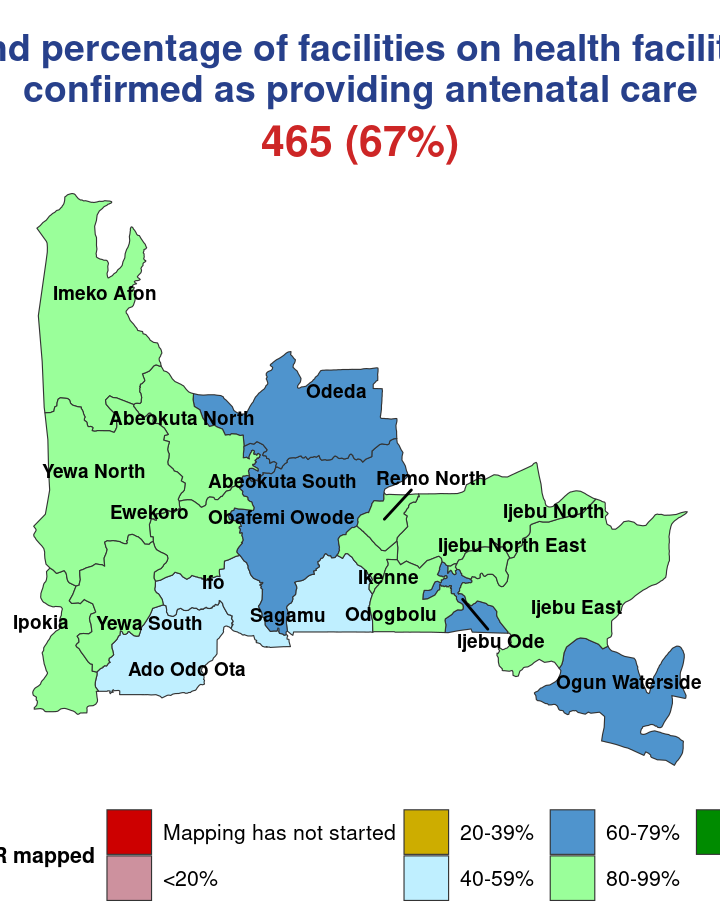 nd percentage of facilities on health facilit
confirmed as providing antenatal care
465 (67%)
Imeko Afon
Odeda
Abeokuta North
Yewa North
Abeokuta South
Remo North
Ewekoro
Obafemi Owode
Ijebu North
Ijebu North East
Ifo
Ikenne
Ipokia
Yewa South
Sagamu
Odogbolu
Ijebu East
Ijebu Ode
Ado Odo Ota
Ogun Waterside
R mapped
Mapping has not started
20-39%
60-79%
<20%
40-59%
80-99%